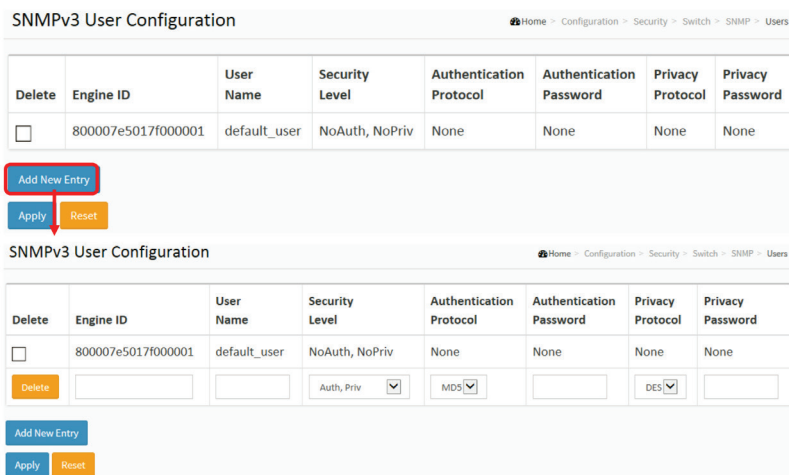 SNMPv3 User Configuration
Home > Configuration > Security > Switch > SNMP > Users
Delete Engine ID User Name Security Level Authentication Protocol Authentication Password Privacy Protocol Privacy Password
800007e5017f000001 default_user NoAuth, NoPriv None None None None
Add New Entry
Apply Reset
SNMPv3 User Configuration
Home > Configuration > Security > Switch > SNMP > Users
Delete Engine ID User Name Security Level Authentication Protocol Authentication Password Privacy Protocol Privacy Password
800007e5017f000001 default_user NoAuth, NoPriv None None None None
Delete Auth, Priv MD5 DES
Add New Entry
Apply Reset